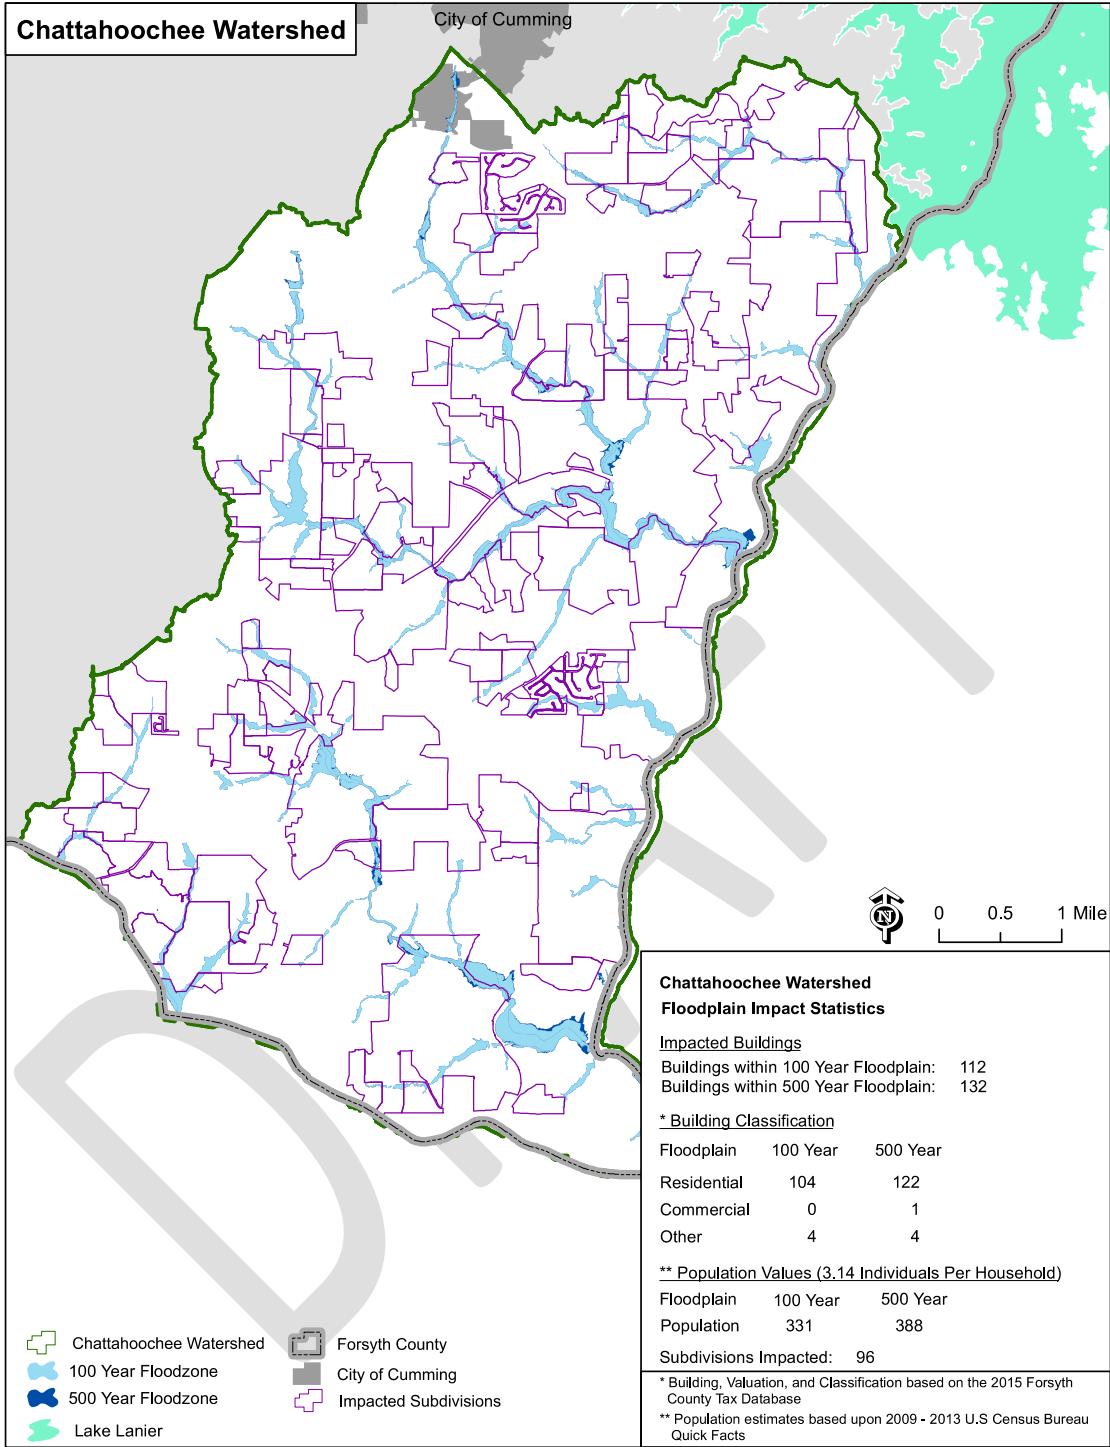 Chattahoochee Watershed
City of Cumming
DRAFT
N
0 0.5 1 Mile
Chattahoochee Watershed
Floodplain Impact Statistics
Impacted Buildings
Buildings within 100 Year Floodplain: 112
Buildings within 500 Year Floodplain: 132
* Building Classification
Floodplain 100 Year 500 Year
Residential 104 122
Commercial 0 1
Other 4 4
** Population Values (3.14 Individuals Per Household)
Floodplain 100 Year 500 Year
Population 331 388
Subdivisions Impacted: 96
* Building, Valuation, and Classification based on the 2015 Forsyth
County Tax Database
** Population estimates based upon 2009 - 2013 U.S Census Bureau
Quick Facts
Chattahoochee Watershed
100 Year Floodzone
500 Year Floodzone
Lake Lanier
Forsyth County
City of Cumming
Impacted Subdivisions